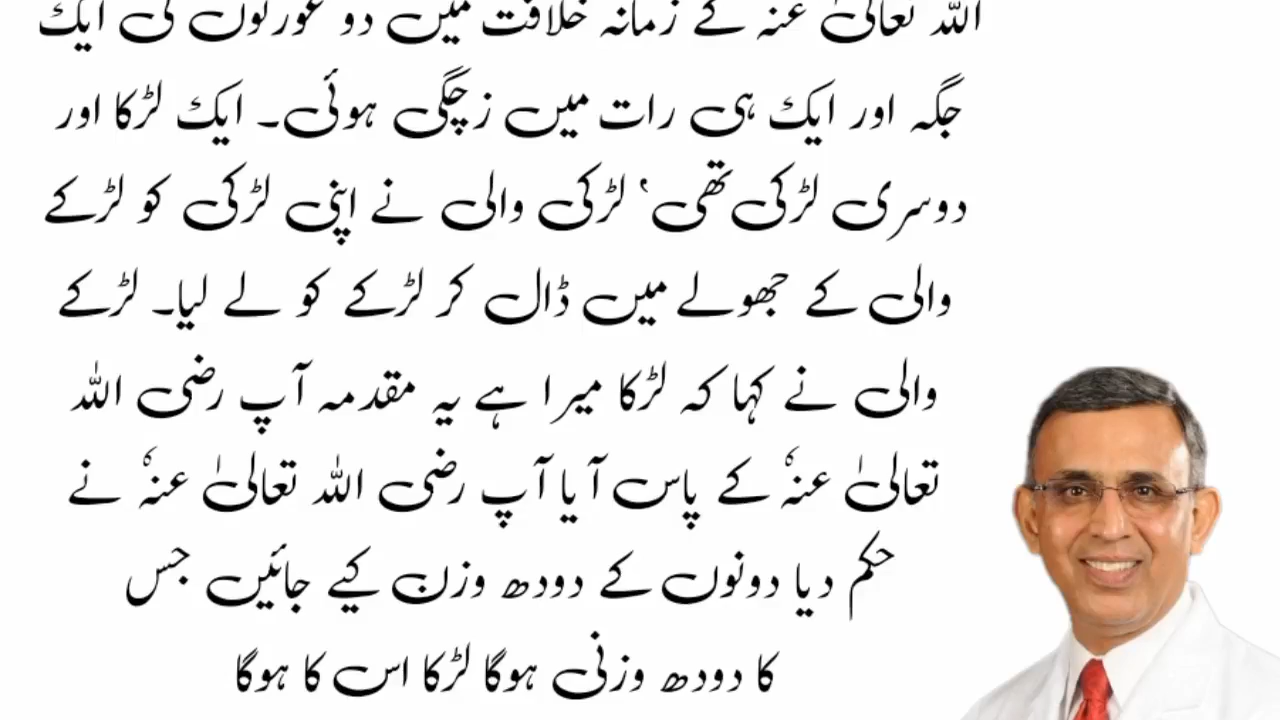 اللہ تعالیٰ عنہ کے زمانہ خلافت میں دو عورتوں کی ایک
جگہ اور ایک ہی رات میں زچگی ہوئی۔ ایک لڑکا اور
دوسری لڑکی تھی ‛ لڑکی والی نے اپنی لڑکی کو لڑکے
والی کے جھولے میں ڈال کر لڑکے کو لے لیا۔ لڑکے
والی نے کہا کہ لڑکا میرا ہے یہ مقدمہ آپ رضی اللہ
تعالیٰ عنہٗ کے پاس آیا آپ رضی اللہ تعالیٰ عنہٗ نے
حکم دیا دونوں کے دودھ وزن کیے جائیں جس
کا دودھ وزنی ہوگا لڑکا اس کا ہوگا